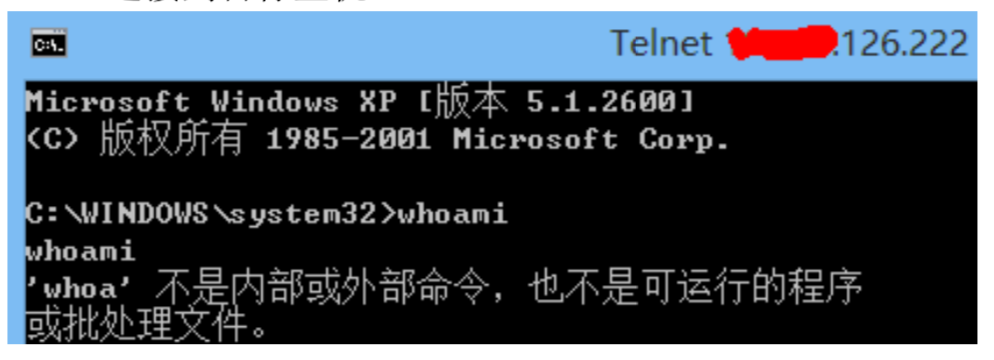 C:\.
Telnet .126.222
Microsoft Windows XP [版本 5.1.2600]
(C) 版权所有 1985-2001 Microsoft Corp.
C:\WINDOWS\system32>whoami
whoami
'whoa' 不是内部或外部命令，也不是可运行的程序
或批处理文件。